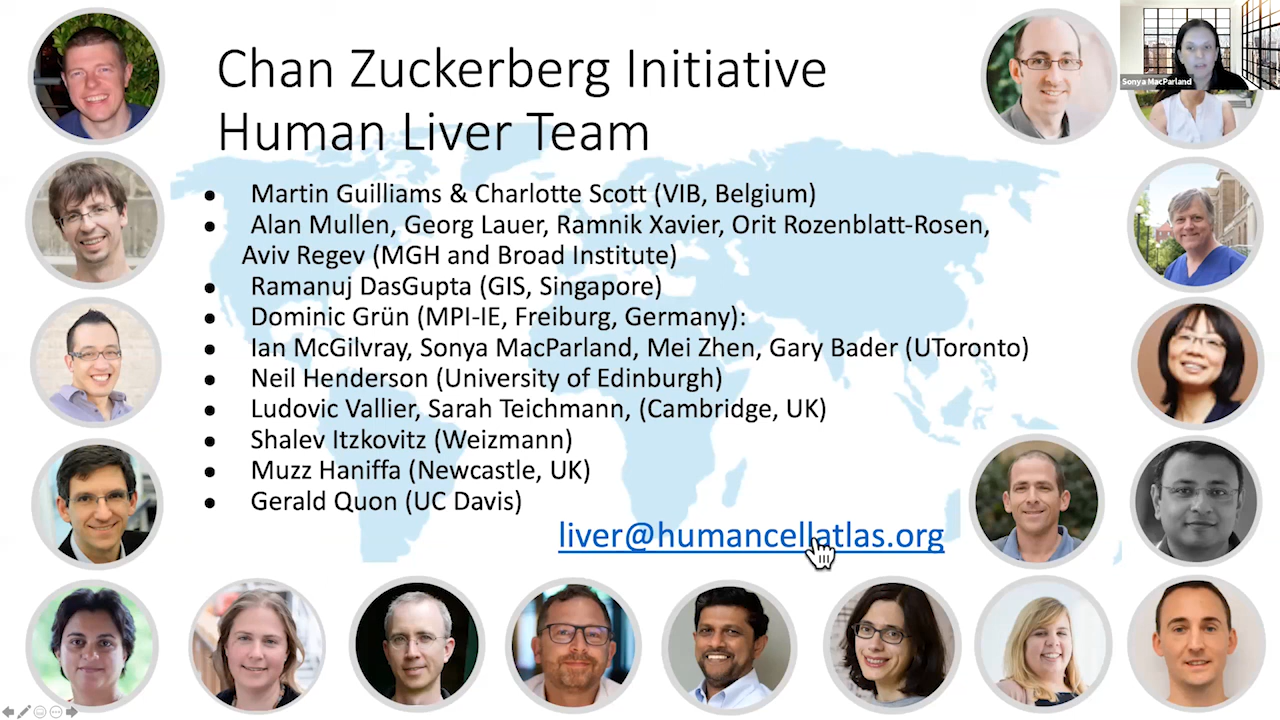 Chan Zuckerberg Initiative
Human Liver Team
Sonya MacParland
• Martin Guilliams & Charlotte Scott (VIB, Belgium)
• Alan Mullen, Georg Lauer, Ramnik Xavier, Orit Rozenblatt-Rosen,
Aviv Regev (MGH and Broad Institute)
• Ramanuj DasGupta (GIS, Singapore)
• Dominic Grün (MPI-IE, Freiburg, Germany):
• Ian McGilvray, Sonya MacParland, Mei Zhen, Gary Bader (UToronto)
• Neil Henderson (University of Edinburgh)
• Ludovic Vallier, Sarah Teichmann, (Cambridge, UK)
• Shalev Itzkovitz (Weizmann)
• Muzz Haniffa (Newcastle, UK)
• Gerald Quon (UC Davis)
liver@humancellatlas.org